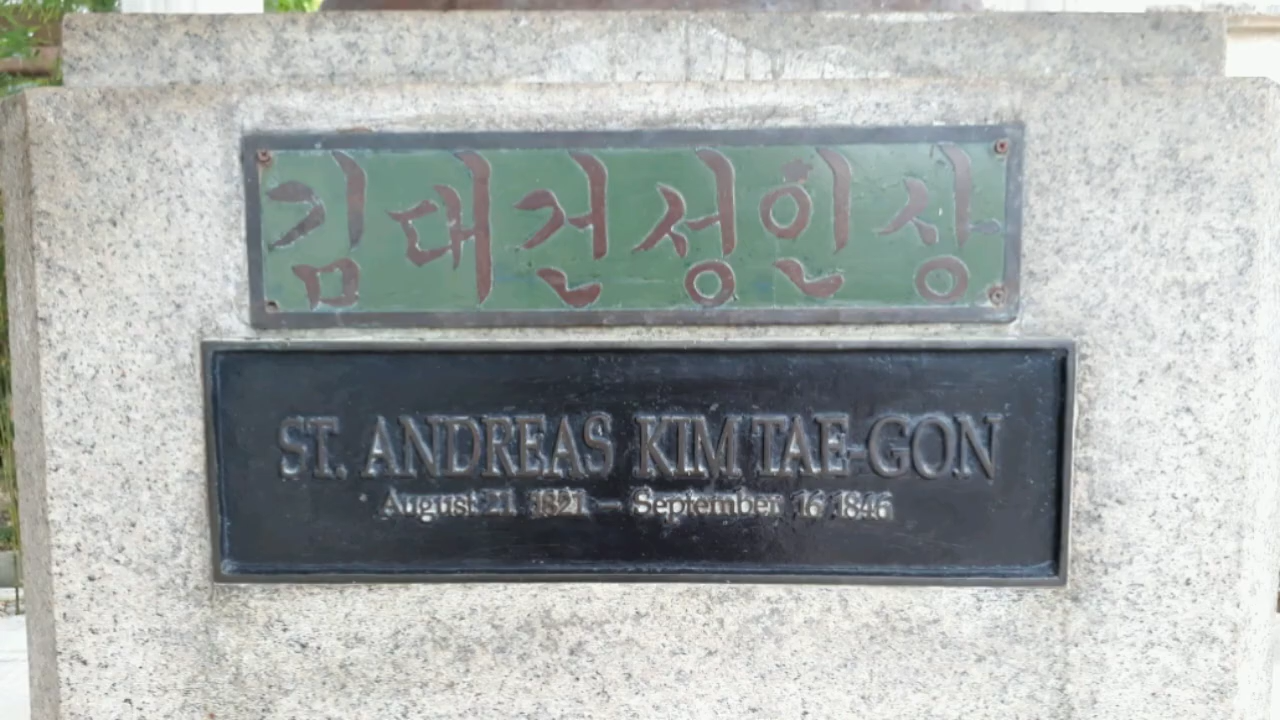 김대건성인상
ST. ANDREAS KIM TAE-GON
August 21 1821 – September 16 1846